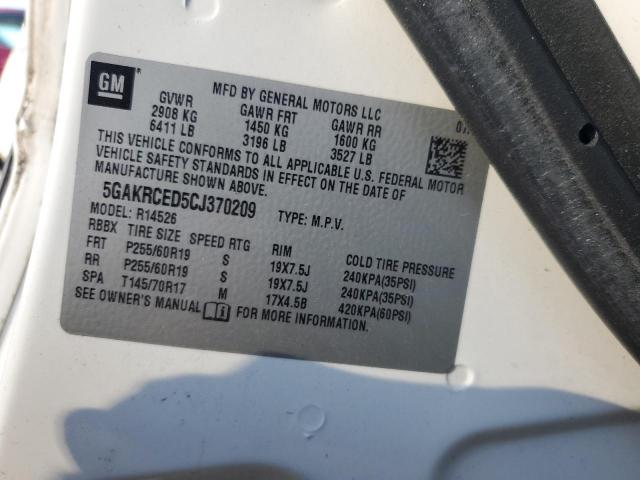 GM
MFD BY GENERAL MOTORS LLC
GVWR GAWR FRT GAWR RR
2908 KG 1450 KG 1600 KG
6411 LB 3196 LB 3527 LB
THIS VEHICLE CONFORMS TO ALL APPLICABLE U.S. FEDERAL MOTOR
VEHICLE SAFETY STANDARDS IN EFFECT ON THE DATE OF
MANUFACTURE SHOWN ABOVE.
5GAKRCED5CJ370209 TYPE: M.P.V.
MODEL: R14526
RBBX TIRE SIZE SPEED RTG RIM COLD TIRE PRESSURE
FRT P255/60R19 S 19X7.5J 240KPA(35PSI)
RR P255/60R19 S 19X7.5J 240KPA(35PSI)
SPA T145/70R17 M 17X4.5B 420KPA(60PSI)
SEE OWNER'S MANUAL FOR MORE INFORMATION.